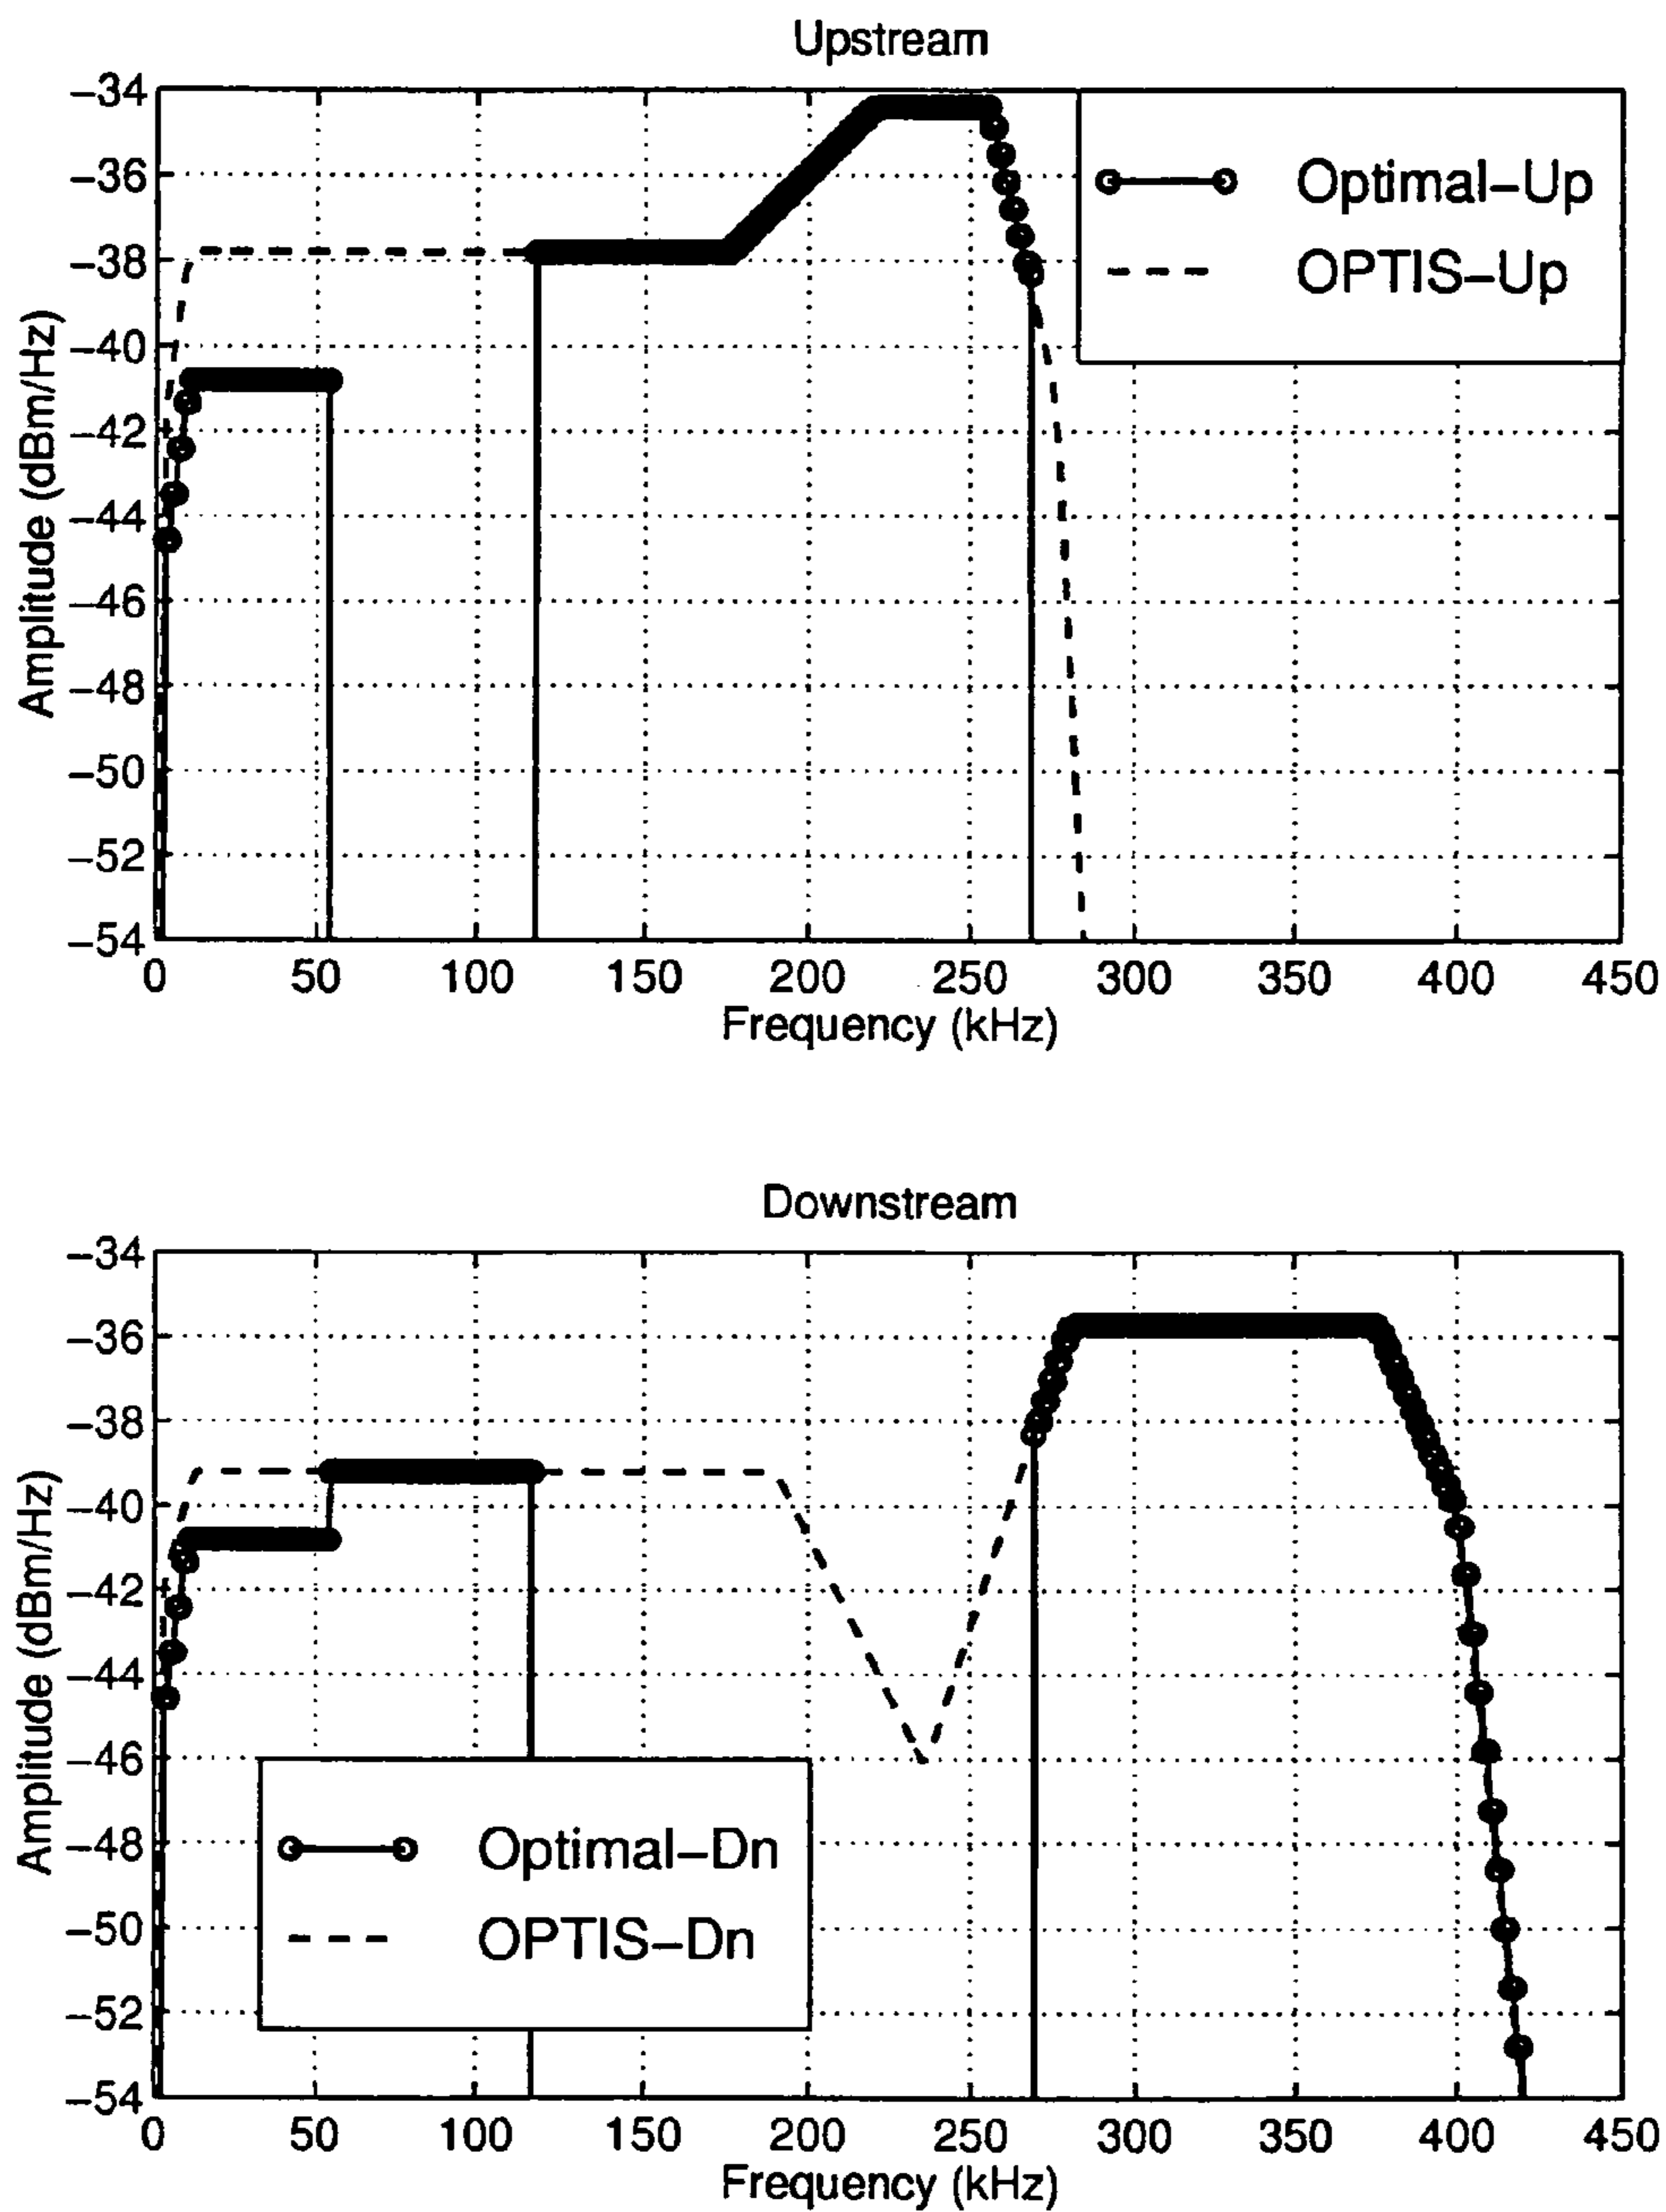 Upstream
−34
−36
−38
−40
−42
−44
−46
−48
−50
−52
−54
Amplitude (dBm/Hz)
0 50 100 150 200 250 300 350 400 450
Frequency (kHz)
Optimal−Up
OPTIS−Up
Downstream
−34
−36
−38
−40
−42
−44
−46
−48
−50
−52
−54
Amplitude (dBm/Hz)
0 50 100 150 200 250 300 350 400 450
Frequency (kHz)
Optimal−Dn
OPTIS−Dn